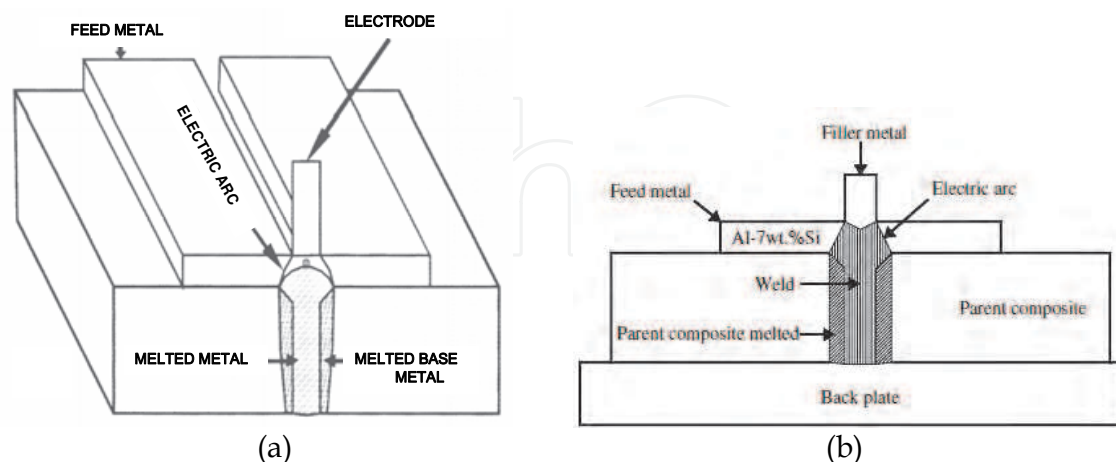 ELECTRODE
FEED METAL
ELECTRIC ARC
MELTED METAL
MELTED BASE
METAL
(a)
Filler metal
Feed metal
Electric arc
Al-7wt.%Si
Weld
Parent composite
Parent composite melted
Back plate
(b)